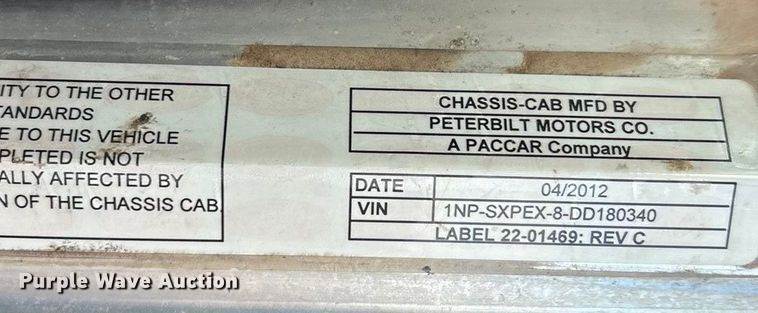 ITY TO THE OTHER
TANDARDS
E TO THIS VEHICLE
PLETED IS NOT
ALLY AFFECTED BY
N OF THE CHASSIS CAB.
CHASSIS-CAB MFD BY
PETERBILT MOTORS CO.
A PACCAR Company
DATE 04/2012
VIN 1NP-SXPEX-8-DD180340
LABEL 22-01469: REV C
Purple Wave Auction